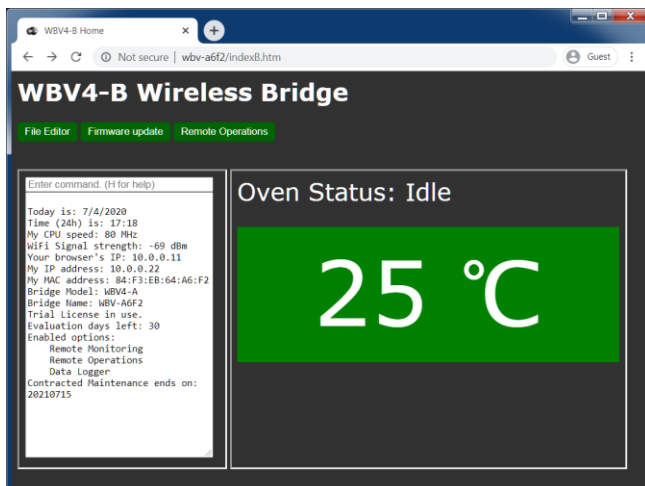 WBV4-B Home
Not secure | wbv-a6f2/indexB.htm
Guest
WBV4-B Wireless Bridge
File Editor Firmware update Remote Operations
Enter command. (H for help)
Today is: 7/4/2020
Time (24h) is: 17:18
My CPU speed: 80 MHz
WiFi Signal strength: -69 dBm
Your browser's IP: 10.0.0.11
My IP address: 10.0.0.22
My MAC address: 84:F3:EB:64:A6:F2
Bridge Model: WBV4-A
Bridge Name: WBV-A6F2
Trial License in use.
Evaluation days left: 30
Enabled options:
Remote Monitoring
Remote Operations
Data Logger
Contracted Maintenance ends on:
20210715
Oven Status: Idle
25 °C